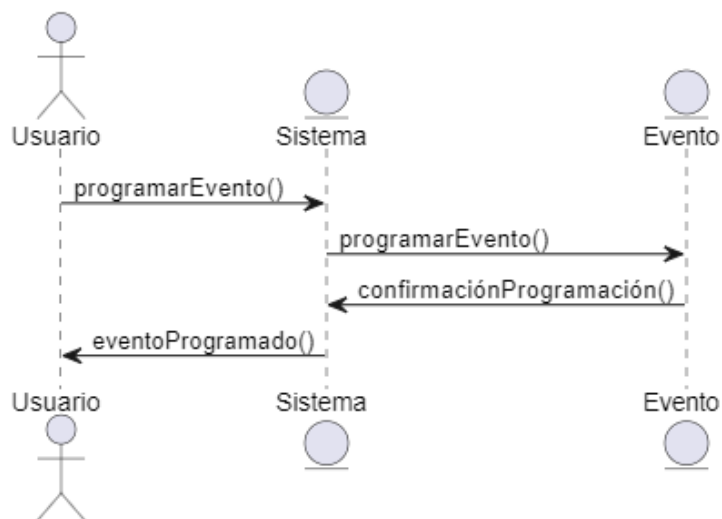 Usuario
Sistema
Evento
programarEvento()
programarEvento()
confirmaciónProgramación()
eventoProgramado()
Usuario
Sistema
Evento